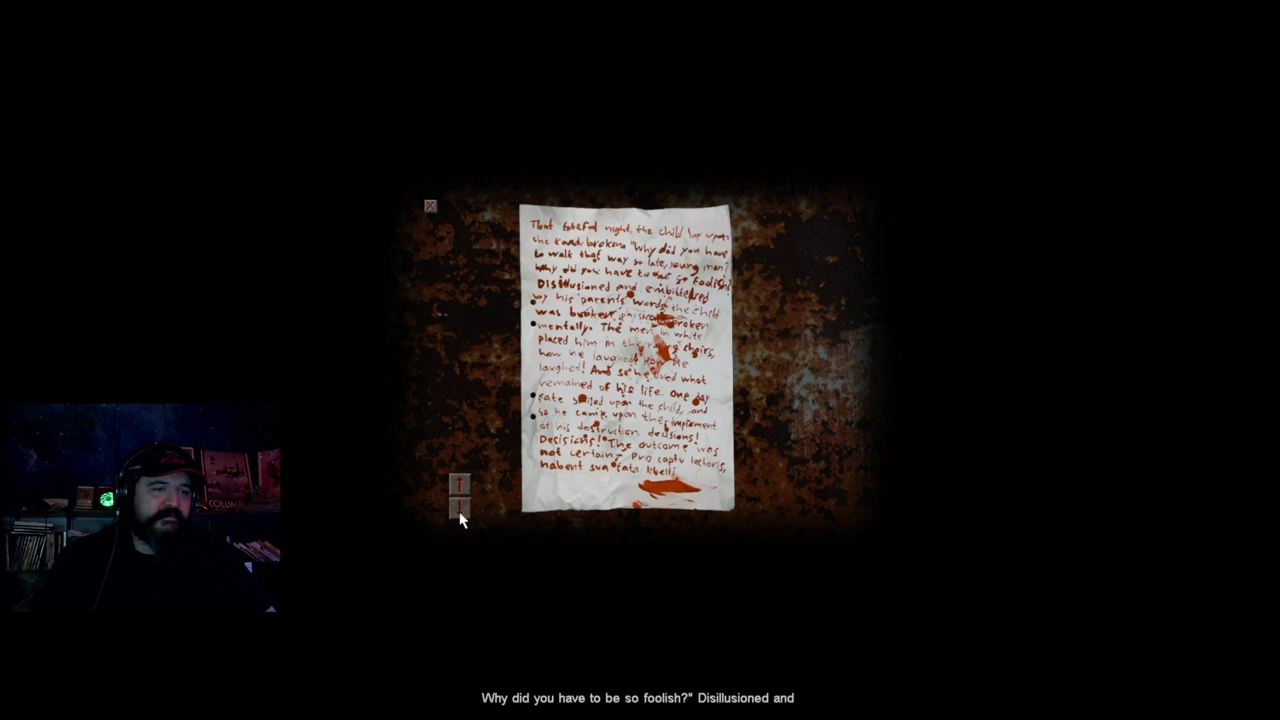 That fateful night, the child lay upon
the road, broken. "Why did you have
to walk that way so late, young man?
Why did you have to be so foolish?
Disillusioned and embittered
by his parents words, the child
was broken, physically broken
mentally. The men in white
placed him in the chairs,
how he laughed! How he
laughed! And so he lived what
remained of his life. One day
fate smiled upon the child, and
so he came upon the implement
of his destruction, decisions!
Decisions! The outcome was
not certain, Pro captu lectoris,
habent sua fata libelli
COLUM
Why did you have to be so foolish?" Disillusioned and